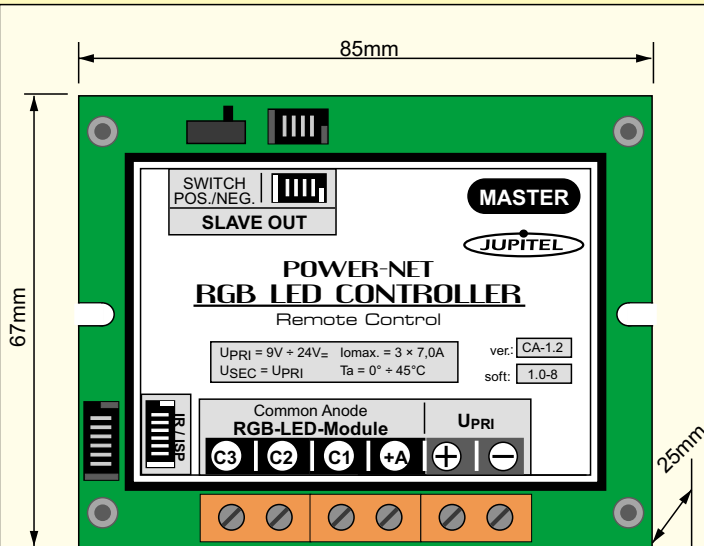 85mm
67mm
25mm
SWITCH
POS./NEG.
SLAVE OUT
MASTER
JUPITEL
POWER-NET
RGB LED CONTROLLER
Remote Control
UPRI = 9V ÷ 24V= Iomax. = 3 × 7,0A
USEC = UPRI Ta = 0° ÷ 45°C
ver.: CA-1.2
soft: 1.0-8
IR / ISP
Common Anode
RGB-LED-Module
UPRI
C3 C2 C1 +A + −